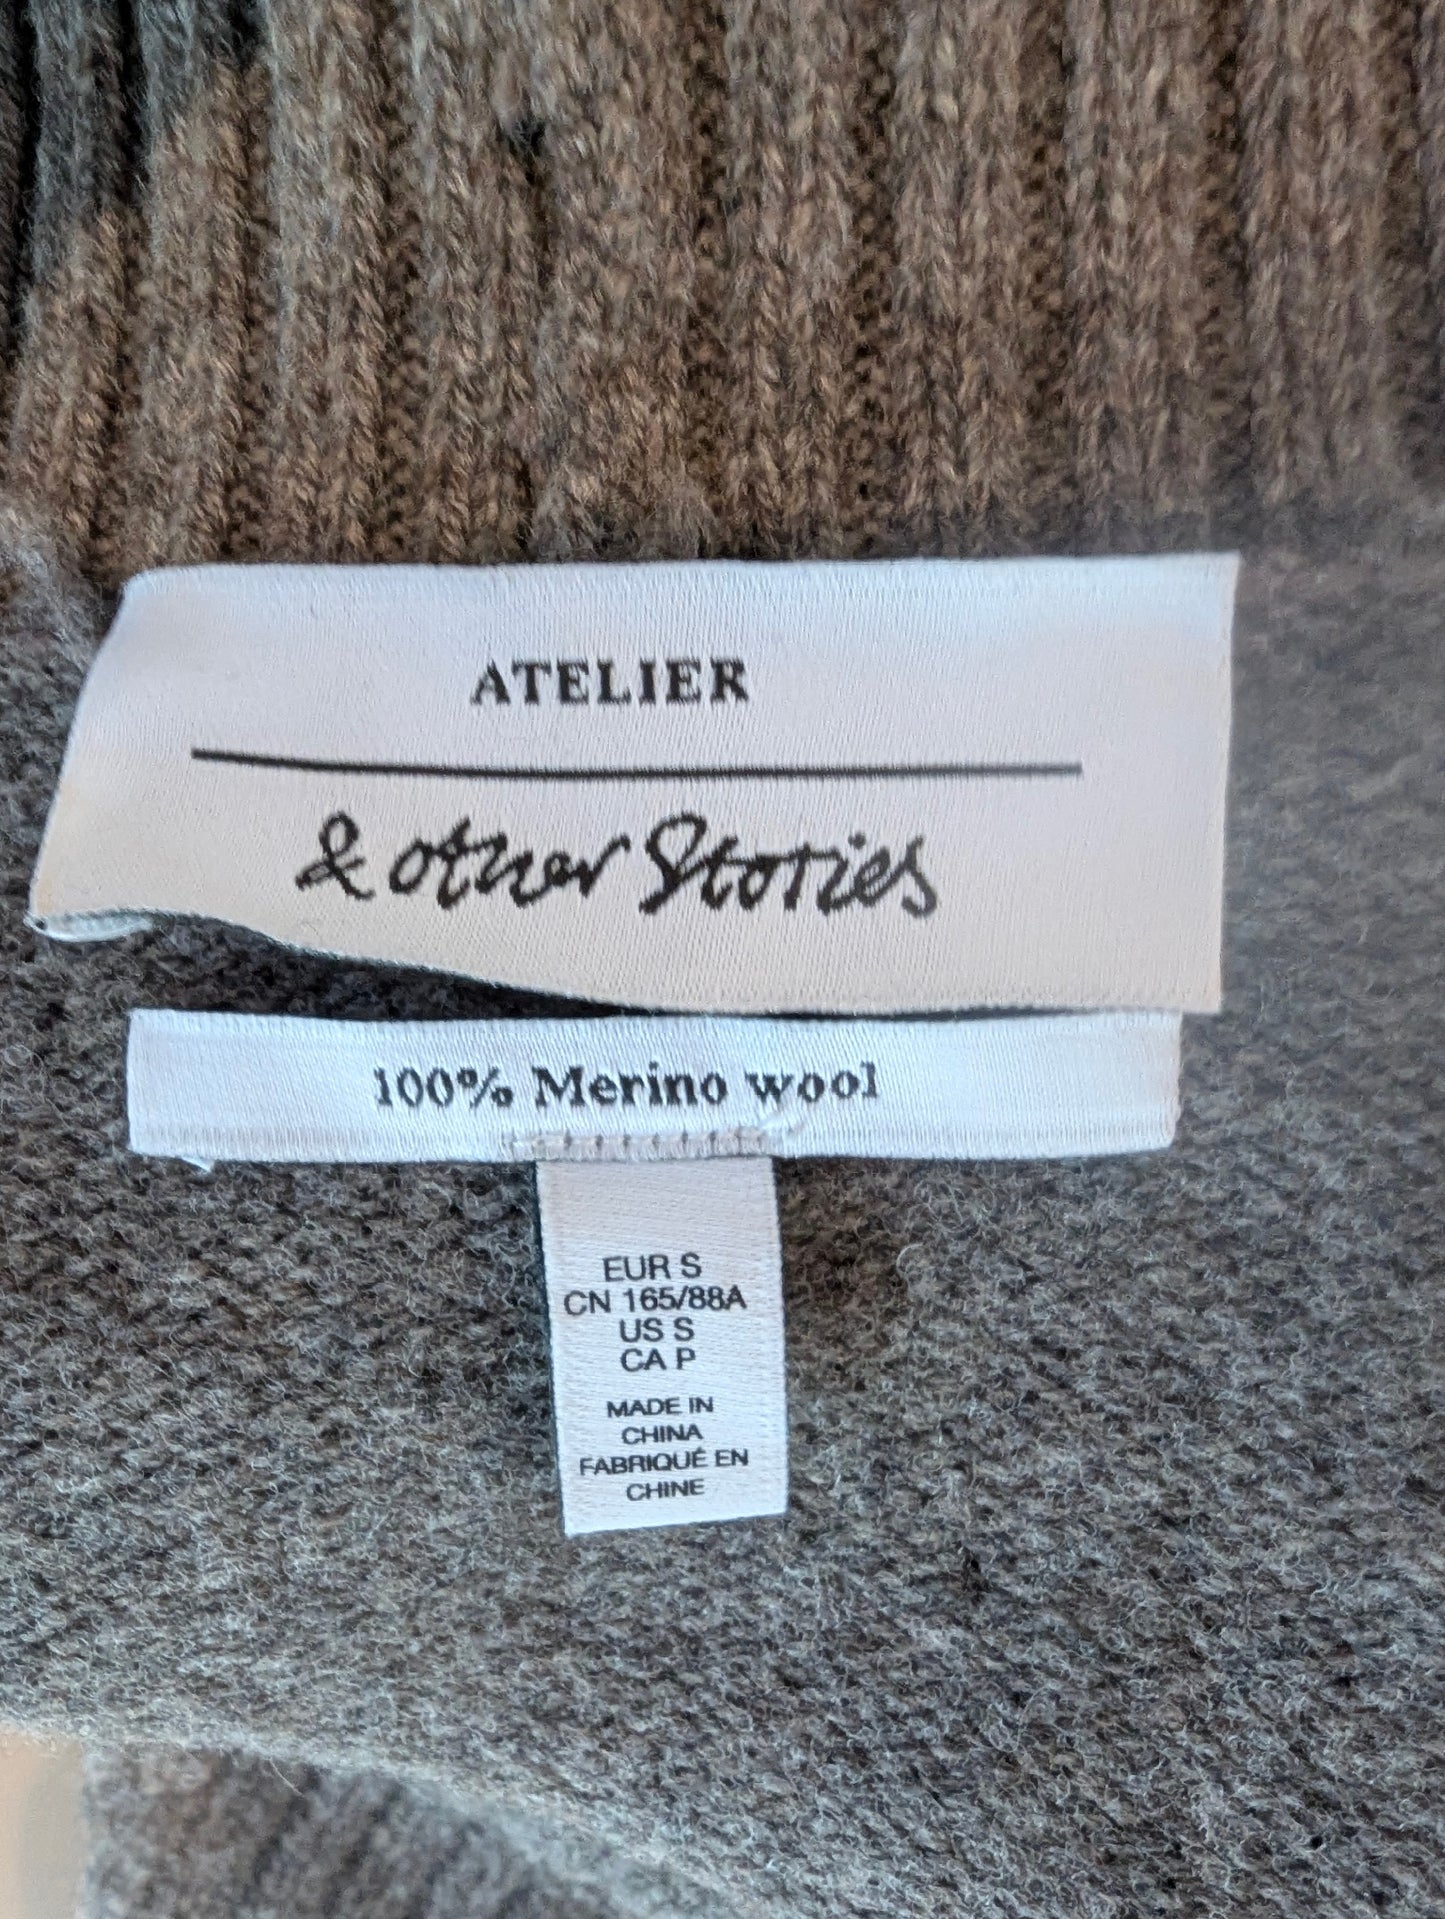 ATELIER
& other Stories
100% Merino wool
EUR S
CN 165/88A
US S
CA P
MADE IN
CHINA
FABRIQUÉ EN
CHINE